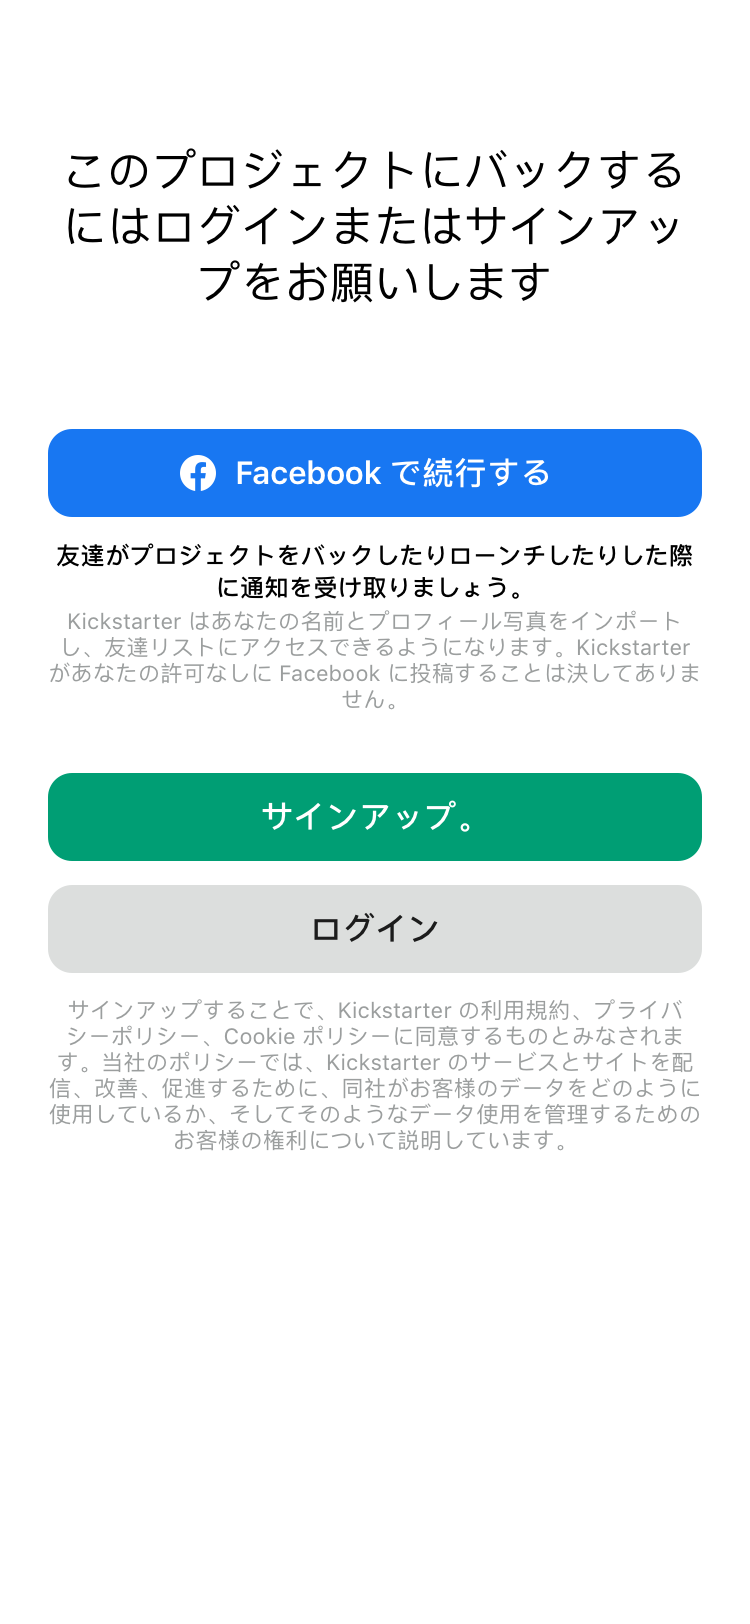 このプロジェクトにバックする
にはログインまたはサインアッ
プをお願いします
Facebook で続行する
友達がプロジェクトをバックしたりローンチしたりした際
に通知を受け取りましょう。
Kickstarter はあなたの名前とプロフィール写真をインポート
し、友達リストにアクセスできるようになります。Kickstarter
があなたの許可なしに Facebook に投稿することは決してありま
せん。
サインアップ。
ログイン
サインアップすることで、Kickstarter の利用規約、プライバ
シーポリシー、Cookie ポリシーに同意するものとみなされま
す。当社のポリシーでは、Kickstarter のサービスとサイトを配
信、改善、促進するために、同社がお客様のデータをどのように
使用しているか、そしてそのようなデータ使用を管理するための
お客様の権利について説明しています。